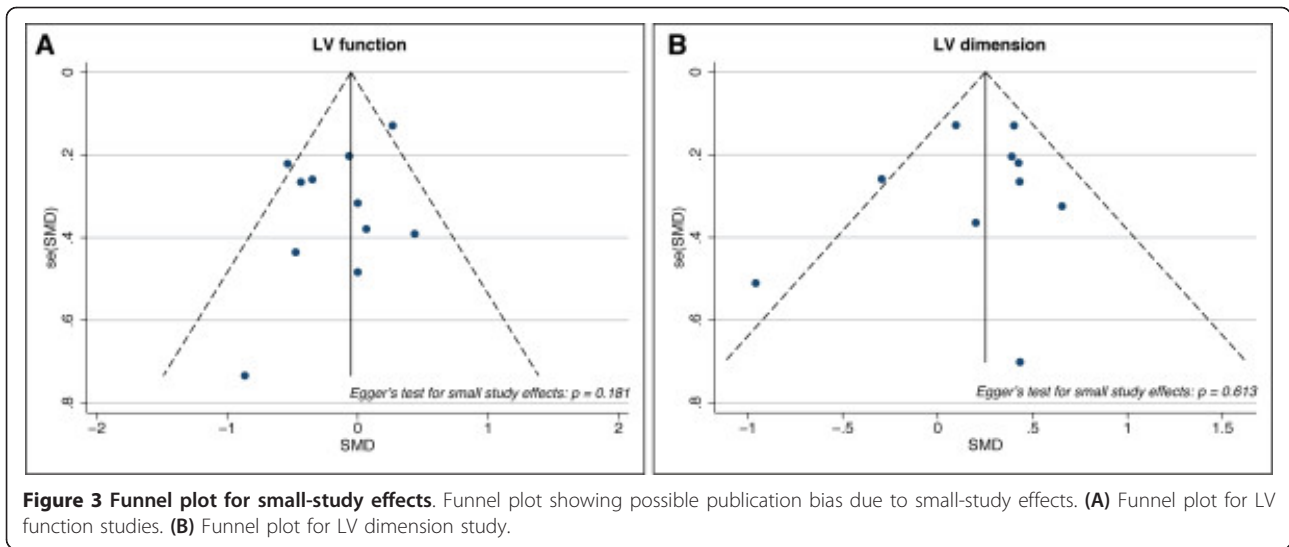 A
LV function
0
.2
.4
.6
.8
se(SMD)
Egger's test for small study effects: p = 0.181
−2
−1
0
1
2
SMD
B
LV dimension
0
.2
.4
.6
.8
se(SMD)
Egger's test for small study effects: p = 0.613
−1
−.5
0
.5
1
1.5
SMD
Figure 3 Funnel plot for small-study effects. Funnel plot showing possible publication bias due to small-study effects. (A) Funnel plot for LV
function studies. (B) Funnel plot for LV dimension study.